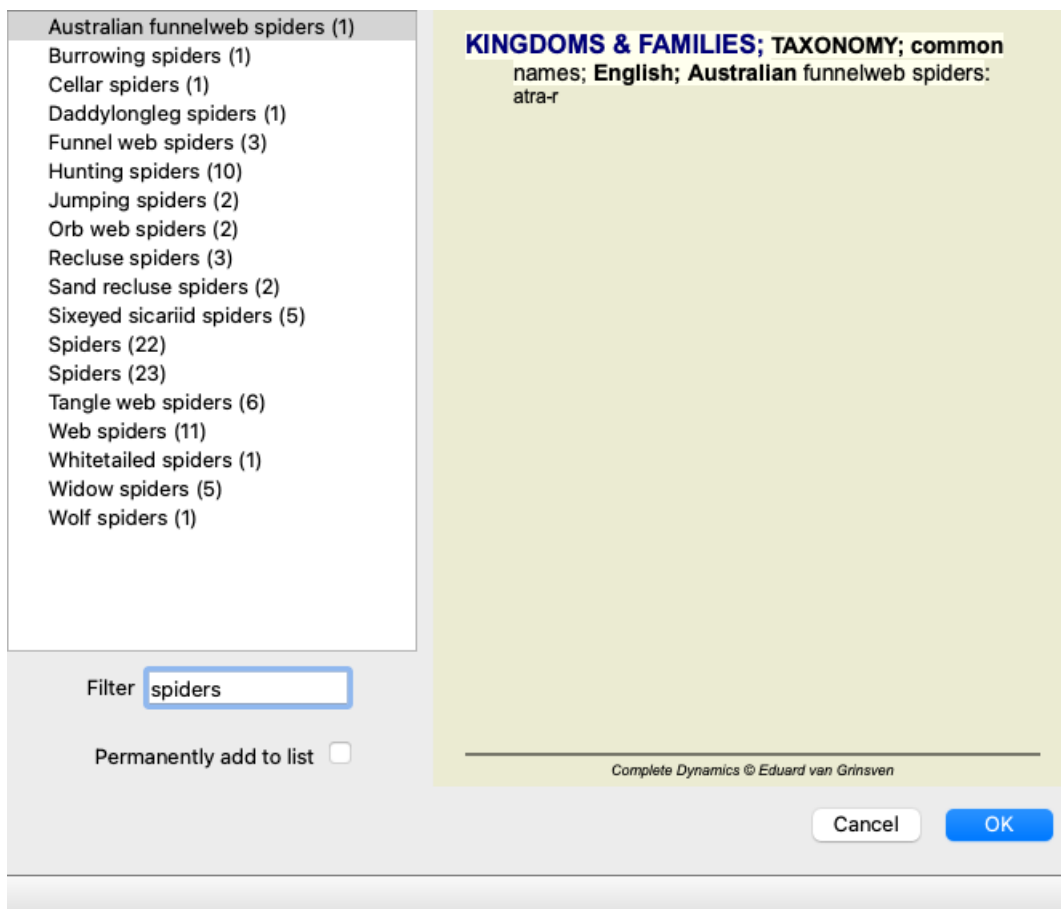 Australian funnelweb spiders (1)
Burrowing spiders (1)
Cellar spiders (1)
Daddylongleg spiders (1)
Funnel web spiders (3)
Hunting spiders (10)
Jumping spiders (2)
Orb web spiders (2)
Recluse spiders (3)
Sand recluse spiders (2)
Sixeyed sicariid spiders (5)
Spiders (22)
Spiders (23)
Tangle web spiders (6)
Web spiders (11)
Whitetailed spiders (1)
Widow spiders (5)
Wolf spiders (1)
Filter spiders
Permanently add to list
KINGDOMS & FAMILIES; TAXONOMY; common
names; English; Australian funnelweb spiders:
atra-r
Complete Dynamics © Eduard van Grinsven
Cancel
OK